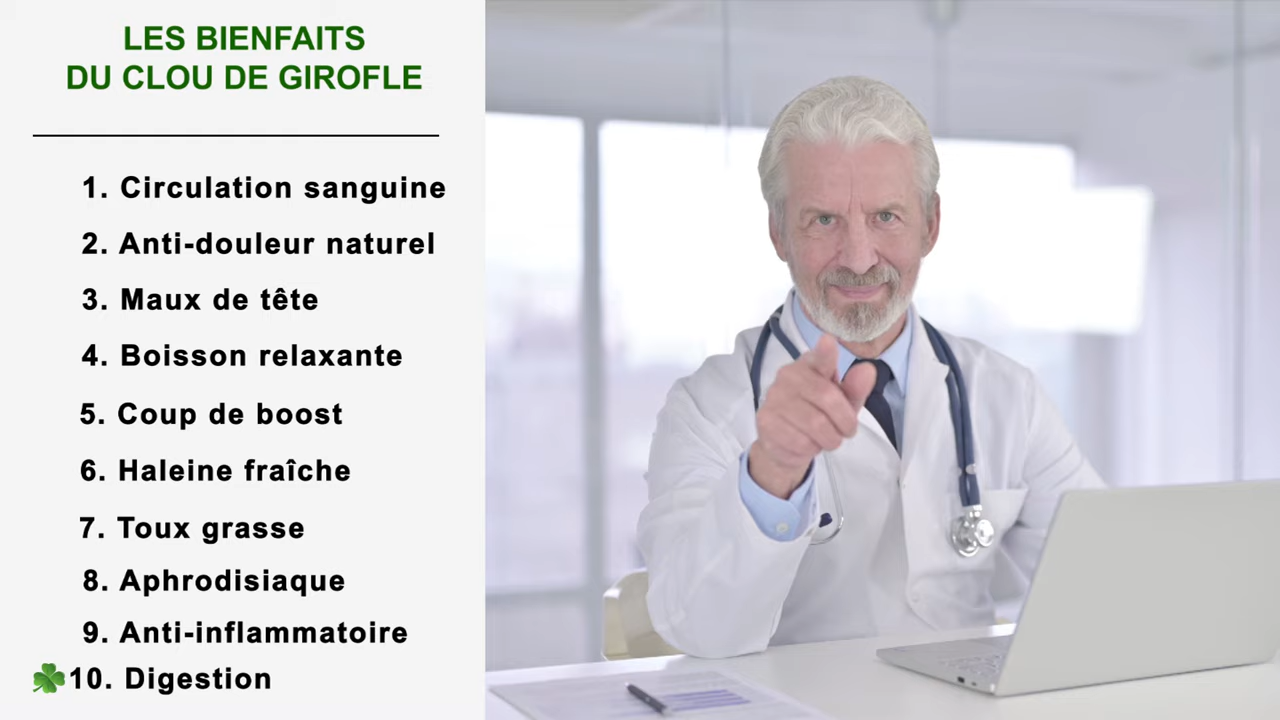 LES BIENFAITS
DU CLOU DE GIROFLE
1. Circulation sanguine
2. Anti-douleur naturel
3. Maux de tête
4. Boisson relaxante
5. Coup de boost
6. Haleine fraîche
7. Toux grasse
8. Aphrodisiaque
9. Anti-inflammatoire
10. Digestion